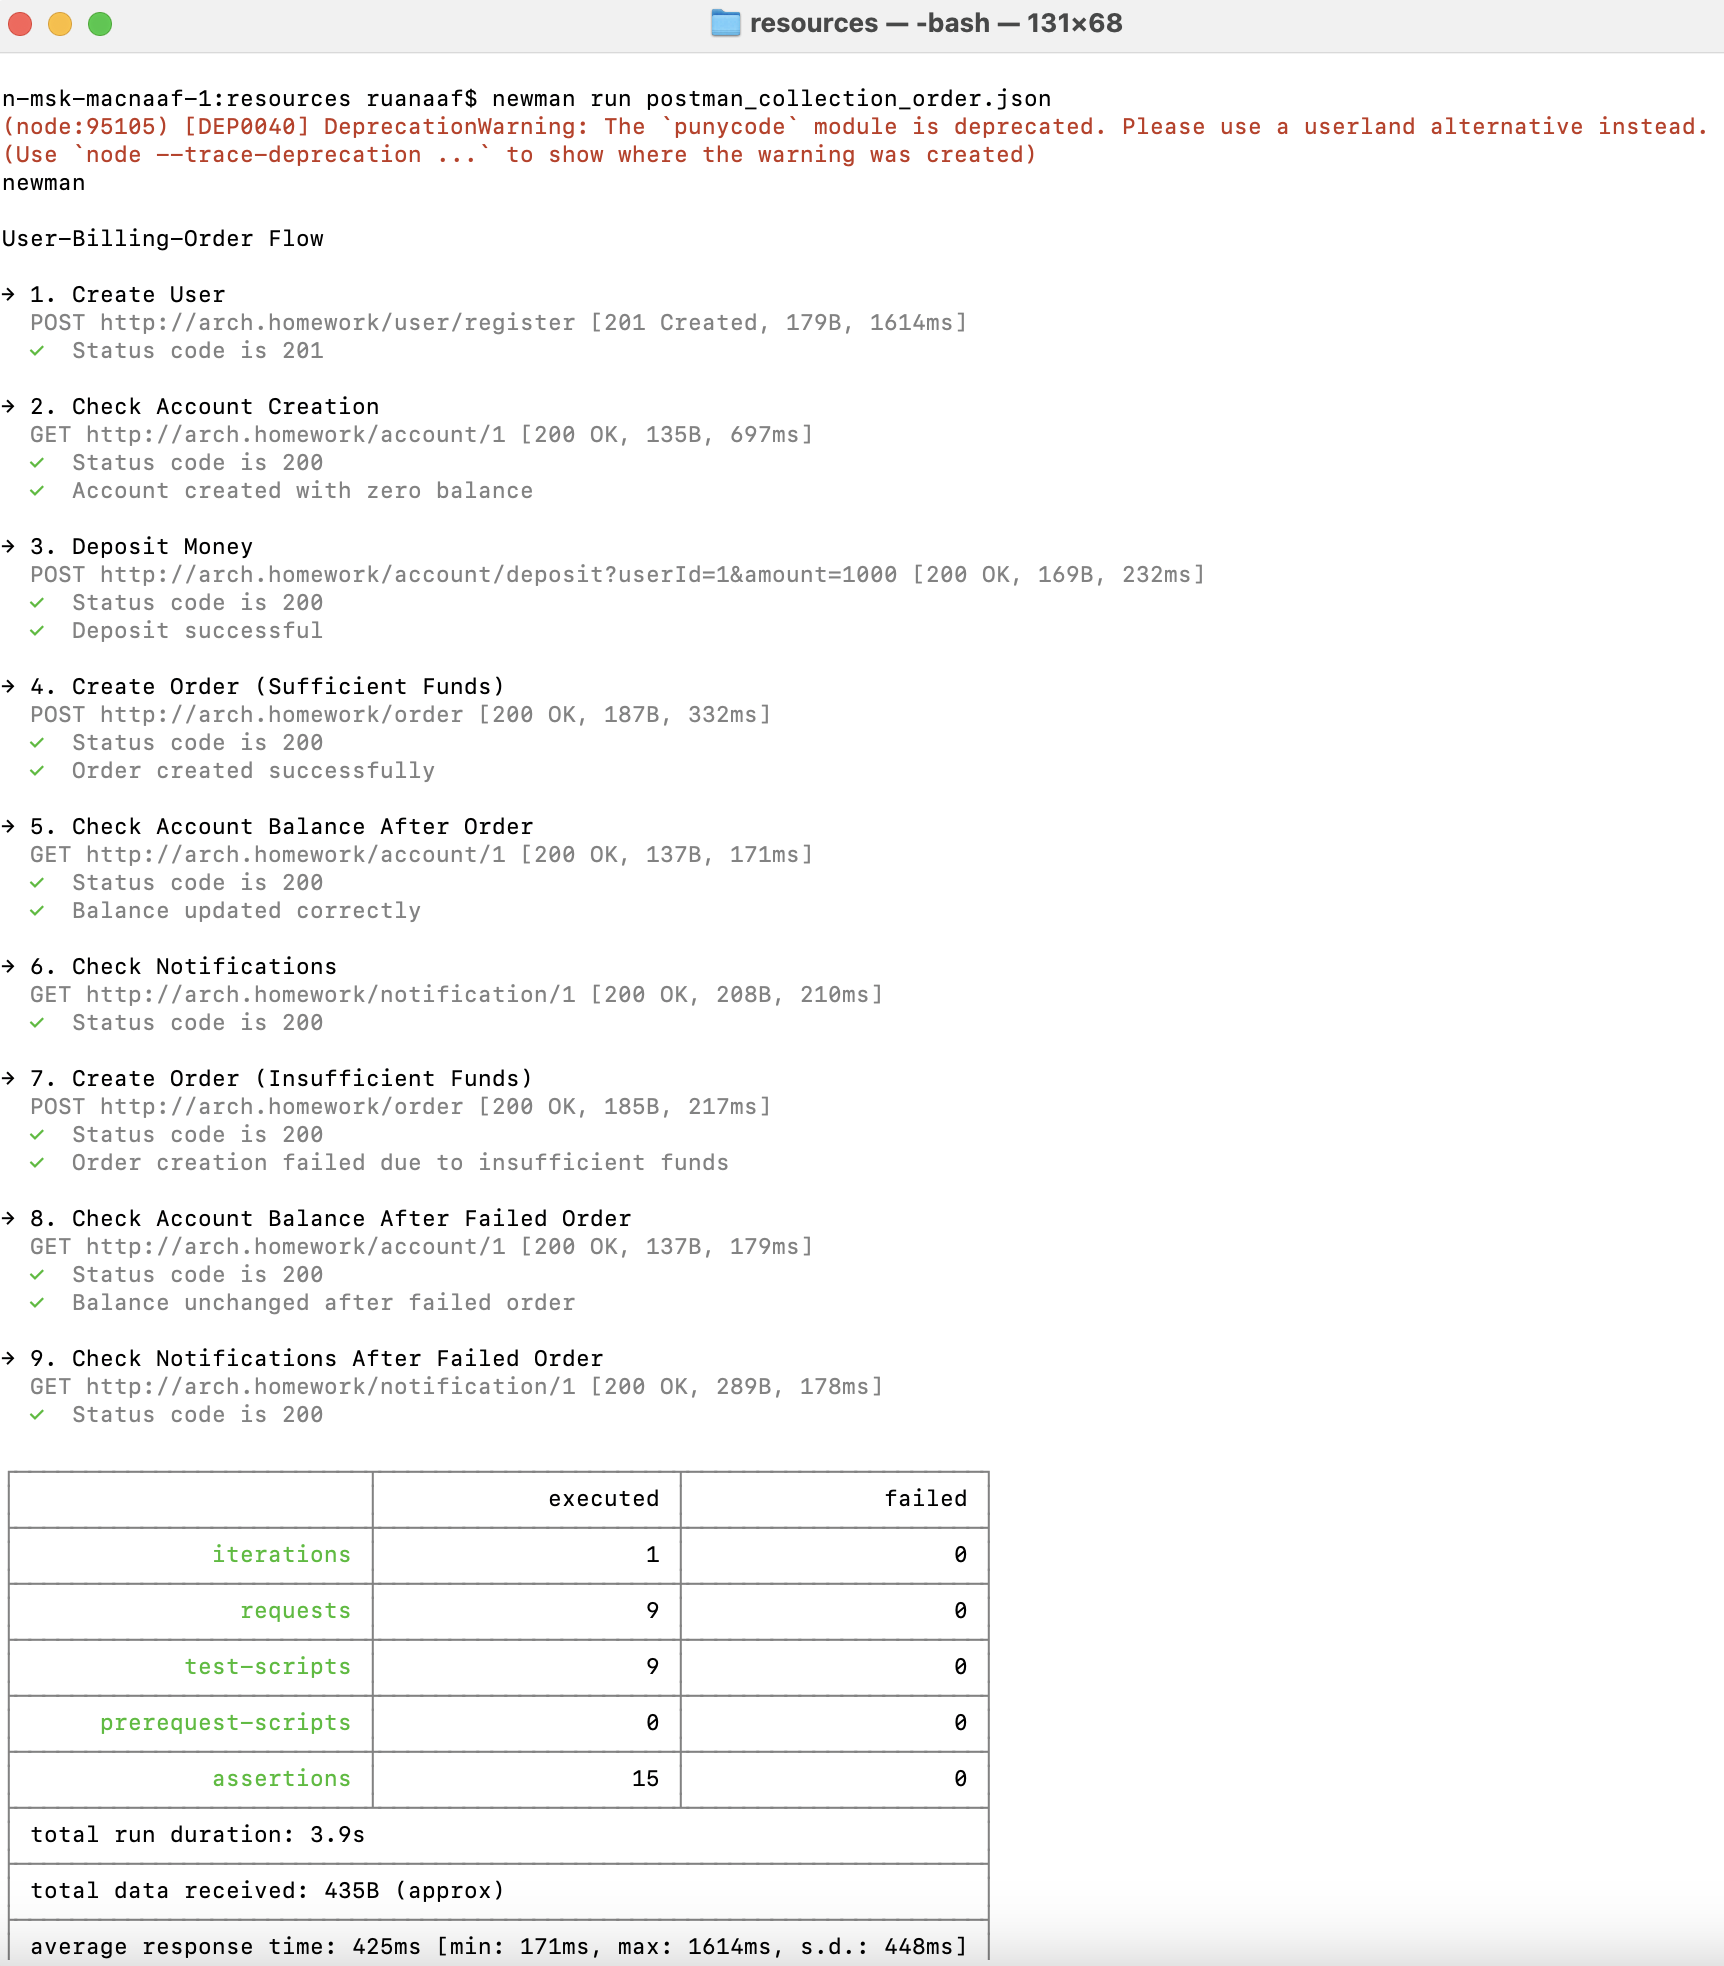 resources — -bash — 131×68
n-msk-macnaaf-1:resources ruanaaf$ newman run postman_collection_order.json
(node:95105) [DEP0040] DeprecationWarning: The `punycode` module is deprecated. Please use a userland alternative instead.
(Use `node --trace-deprecation ...` to show where the warning was created)
newman
User-Billing-Order Flow
→ 1. Create User
POST http://arch.homework/user/register [201 Created, 179B, 1614ms]
✓ Status code is 201
→ 2. Check Account Creation
GET http://arch.homework/account/1 [200 OK, 135B, 697ms]
✓ Status code is 200
✓ Account created with zero balance
→ 3. Deposit Money
POST http://arch.homework/account/deposit?userId=1&amount=1000 [200 OK, 169B, 232ms]
✓ Status code is 200
✓ Deposit successful
→ 4. Create Order (Sufficient Funds)
POST http://arch.homework/order [200 OK, 187B, 332ms]
✓ Status code is 200
✓ Order created successfully
→ 5. Check Account Balance After Order
GET http://arch.homework/account/1 [200 OK, 137B, 171ms]
✓ Status code is 200
✓ Balance updated correctly
→ 6. Check Notifications
GET http://arch.homework/notification/1 [200 OK, 208B, 210ms]
✓ Status code is 200
→ 7. Create Order (Insufficient Funds)
POST http://arch.homework/order [200 OK, 185B, 217ms]
✓ Status code is 200
✓ Order creation failed due to insufficient funds
→ 8. Check Account Balance After Failed Order
GET http://arch.homework/account/1 [200 OK, 137B, 179ms]
✓ Status code is 200
✓ Balance unchanged after failed order
→ 9. Check Notifications After Failed Order
GET http://arch.homework/notification/1 [200 OK, 289B, 178ms]
✓ Status code is 200
executed failed
iterations 1 0
requests 9 0
test-scripts 9 0
prerequest-scripts 0 0
assertions 15 0
total run duration: 3.9s
total data received: 435B (approx)
average response time: 425ms [min: 171ms, max: 1614ms, s.d.: 448ms]